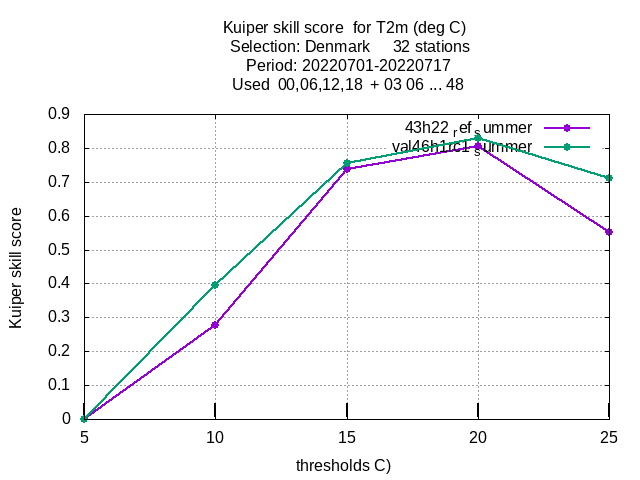 Kuiper skill score for T2m (deg C)
Selection: Denmark 32 stations
Period: 20220701-20220717
Used 00,06,12,18 + 03 06 ... 48
43h22_ref_summer
val46h1rc1_summer
0.9
0.8
0.7
0.6
0.5
0.4
0.3
0.2
0.1
0
Kuiper skill score
5 10 15 20 25
thresholds C)